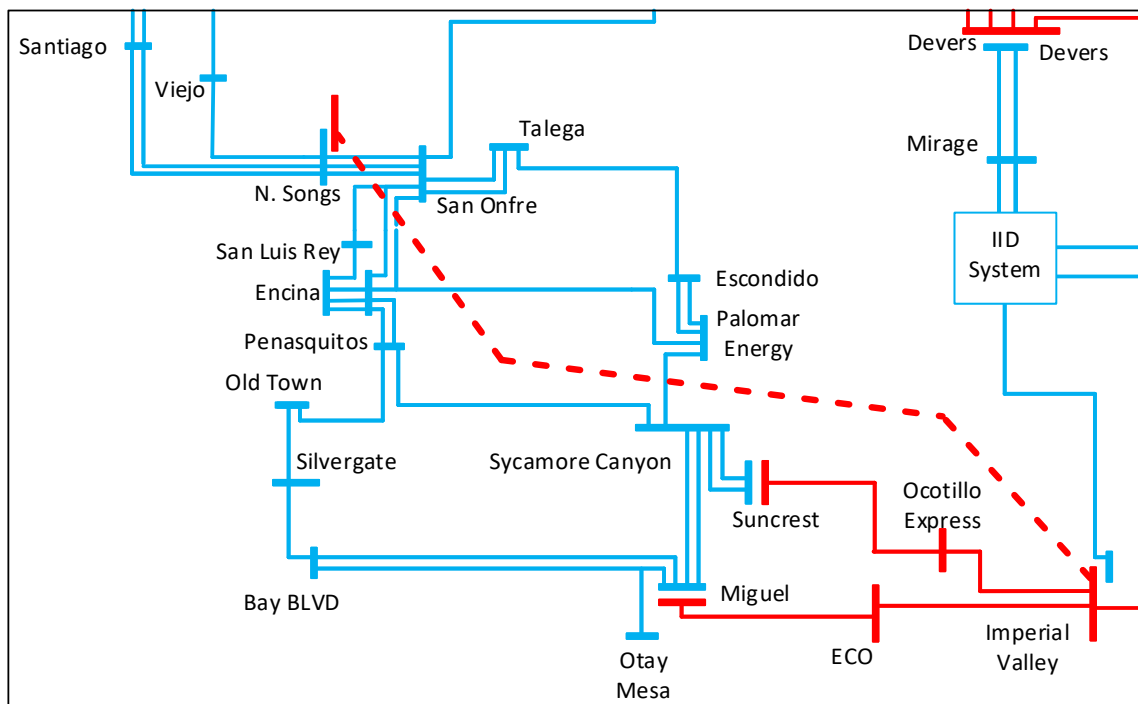 Santiago
Viejo
Talega
Devers
Devers
Mirage
N. Songs
San Onfre
San Luis Rey
IID
System
Encina
Escondido
Penasquitos
Palomar
Energy
Old Town
Silvergate
Sycamore Canyon
Suncrest
Ocotillo
Express
Bay BLVD
Miguel
Otay
Mesa
ECO
Imperial
Valley